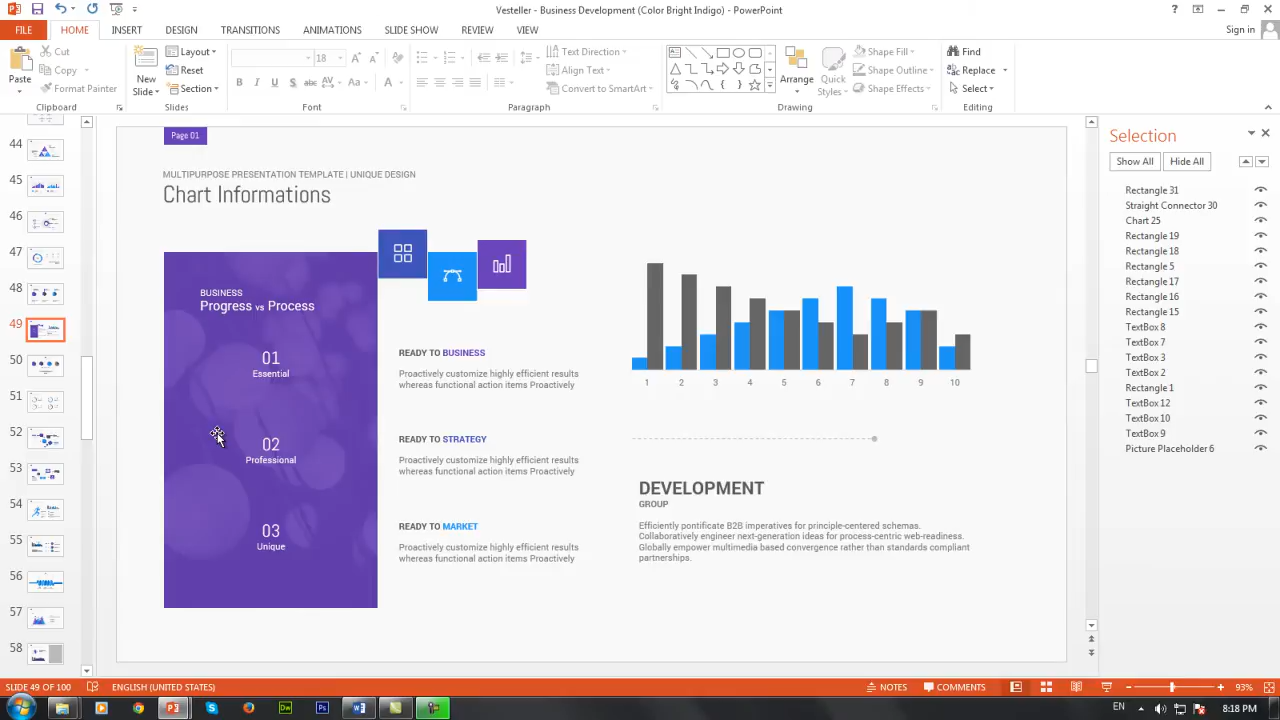 Vesteller - Business Development (Color Bright Indigo) - PowerPoint
FILE
HOME
INSERT
DESIGN
TRANSITIONS
ANIMATIONS
SLIDE SHOW
REVIEW
VIEW
Sign in
Paste
Cut
Copy
Format Painter
Clipboard
New
Slide
Layout
Reset
Section
Slides
18
B
I
U
S
abc
AV
Aa
A
Font
Text Direction
Align Text
Convert to SmartArt
Paragraph
Arrange
Quick
Styles
Shape Fill
Shape Outline
Shape Effects
Drawing
Find
Replace
Select
Editing
44
45
46
47
48
49
50
51
52
53
54
55
56
57
58
Page 01
MULTIPURPOSE PRESENTATION TEMPLATE | UNIQUE DESIGN
Chart Informations
BUSINESS
Progress vs Process
01
Essential
02
Professional
03
Unique
READY TO BUSINESS
Proactively customize highly efficient results
whereas functional action items Proactively
READY TO STRATEGY
Proactively customize highly efficient results
whereas functional action items Proactively
READY TO MARKET
Proactively customize highly efficient results
whereas functional action items Proactively
1 2 3 4 5 6 7 8 9 10
DEVELOPMENT
GROUP
Efficiently pontificate B2B imperatives for principle-centered schemas.
Collaboratively engineer next-generation ideas for process-centric web-readiness.
Globally empower multimedia based convergence rather than standards compliant
partnerships.
Selection
Show All
Hide All
Rectangle 31
Straight Connector 30
Chart 25
Rectangle 19
Rectangle 18
Rectangle 5
Rectangle 17
Rectangle 16
Rectangle 15
TextBox 8
TextBox 7
TextBox 3
TextBox 2
Rectangle 1
TextBox 12
TextBox 10
TextBox 9
Picture Placeholder 6
SLIDE 49 OF 100
ENGLISH (UNITED STATES)
NOTES
COMMENTS
93%
EN
8:18 PM